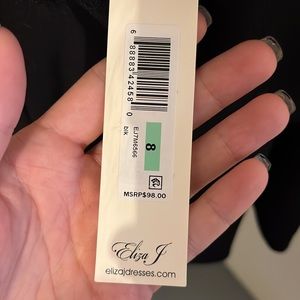 6 88883 42458 0
EJ7M6566
blk
8
MSRP$98.00
Eliza J
elizajdresses.com